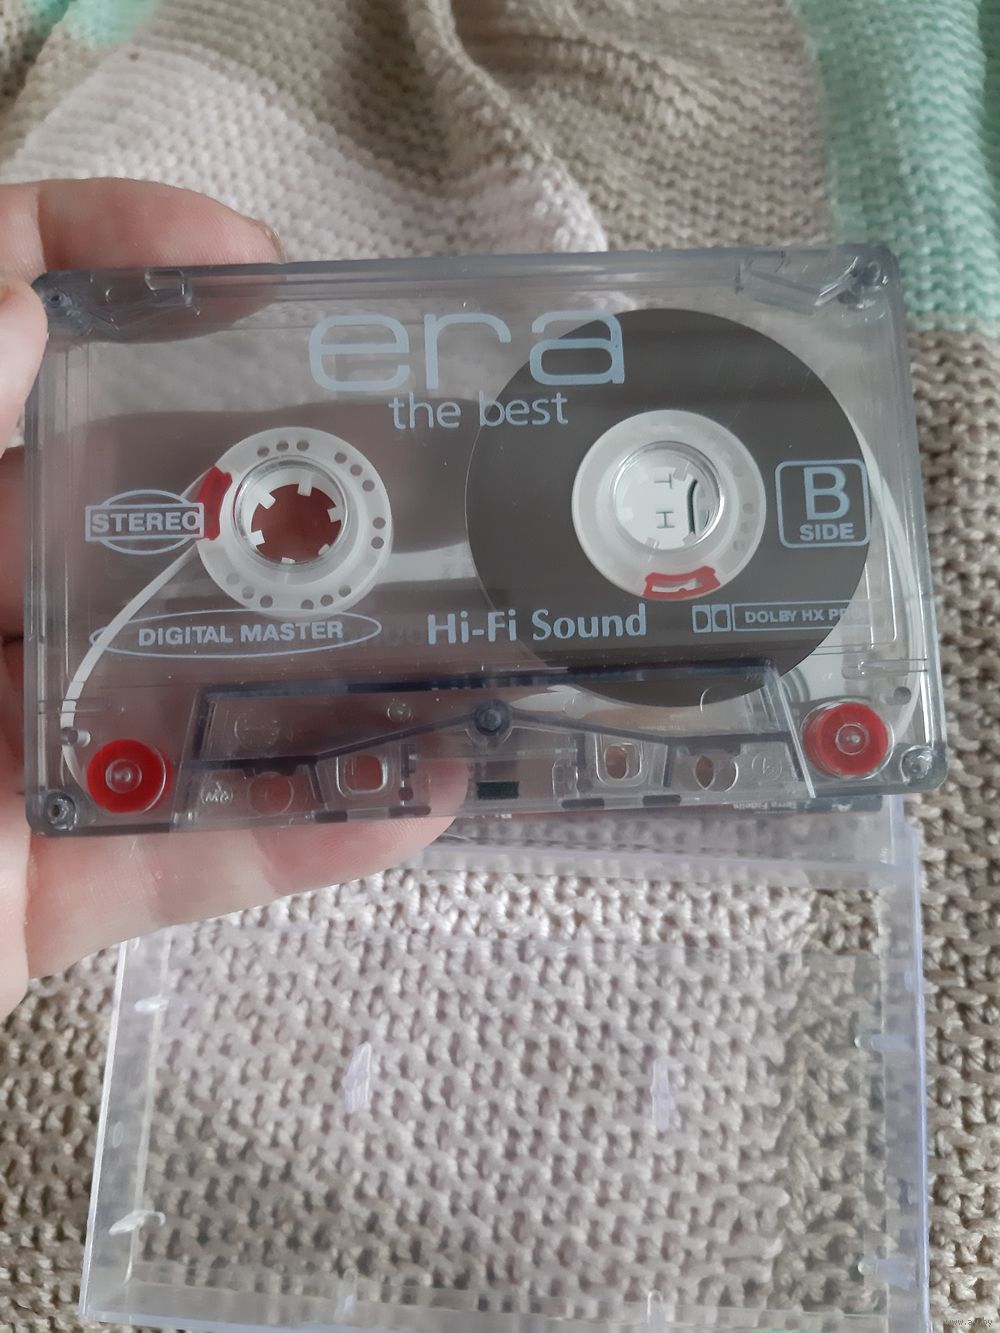 era
the best
STEREO
B
SIDE
DIGITAL MASTER
Hi-Fi Sound
DOLBY HX PRO
T
H